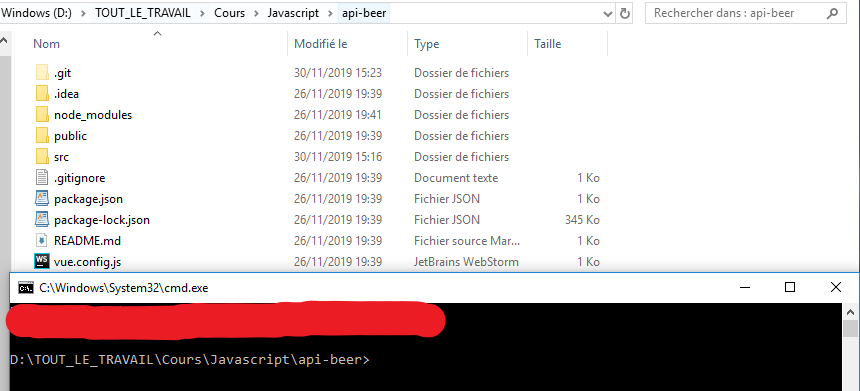 Windows (D:) > TOUT_LE_TRAVAIL > Cours > Javascript > api-beer
Rechercher dans : api-beer
Nom Modifié le Type Taille
.git 30/11/2019 15:23 Dossier de fichiers
.idea 26/11/2019 19:39 Dossier de fichiers
node_modules 26/11/2019 19:41 Dossier de fichiers
public 26/11/2019 19:39 Dossier de fichiers
src 30/11/2019 15:16 Dossier de fichiers
.gitignore 26/11/2019 19:39 Document texte 1 Ko
package.json 26/11/2019 19:39 Fichier JSON 1 Ko
package-lock.json 26/11/2019 19:39 Fichier JSON 345 Ko
README.md 26/11/2019 19:39 Fichier source Mar... 1 Ko
WS vue.config.js 26/11/2019 19:39 JetBrains WebStorm 1 Ko
C:\Windows\System32\cmd.exe
D:\TOUT_LE_TRAVAIL\Cours\Javascript\api-beer>